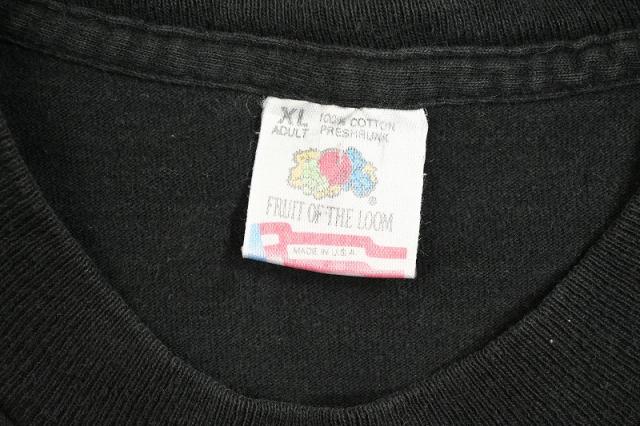 XL 100% COTTON
ADULT PRESHRUNK
FRUIT OF THE LOOM ®
MADE IN U.S.A.